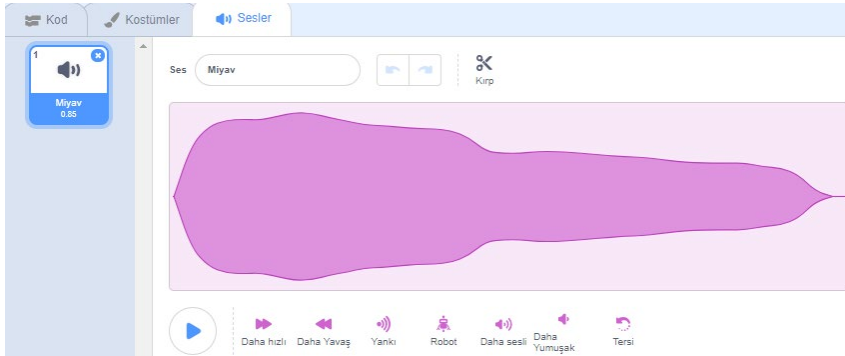 Kod
Kostümler
Sesler
1
Miyav
0.85
Ses
Miyav
Kırp
Daha hızlı
Daha Yavaş
Yankı
Robot
Daha sesli
Daha
Yumuşak
Tersi